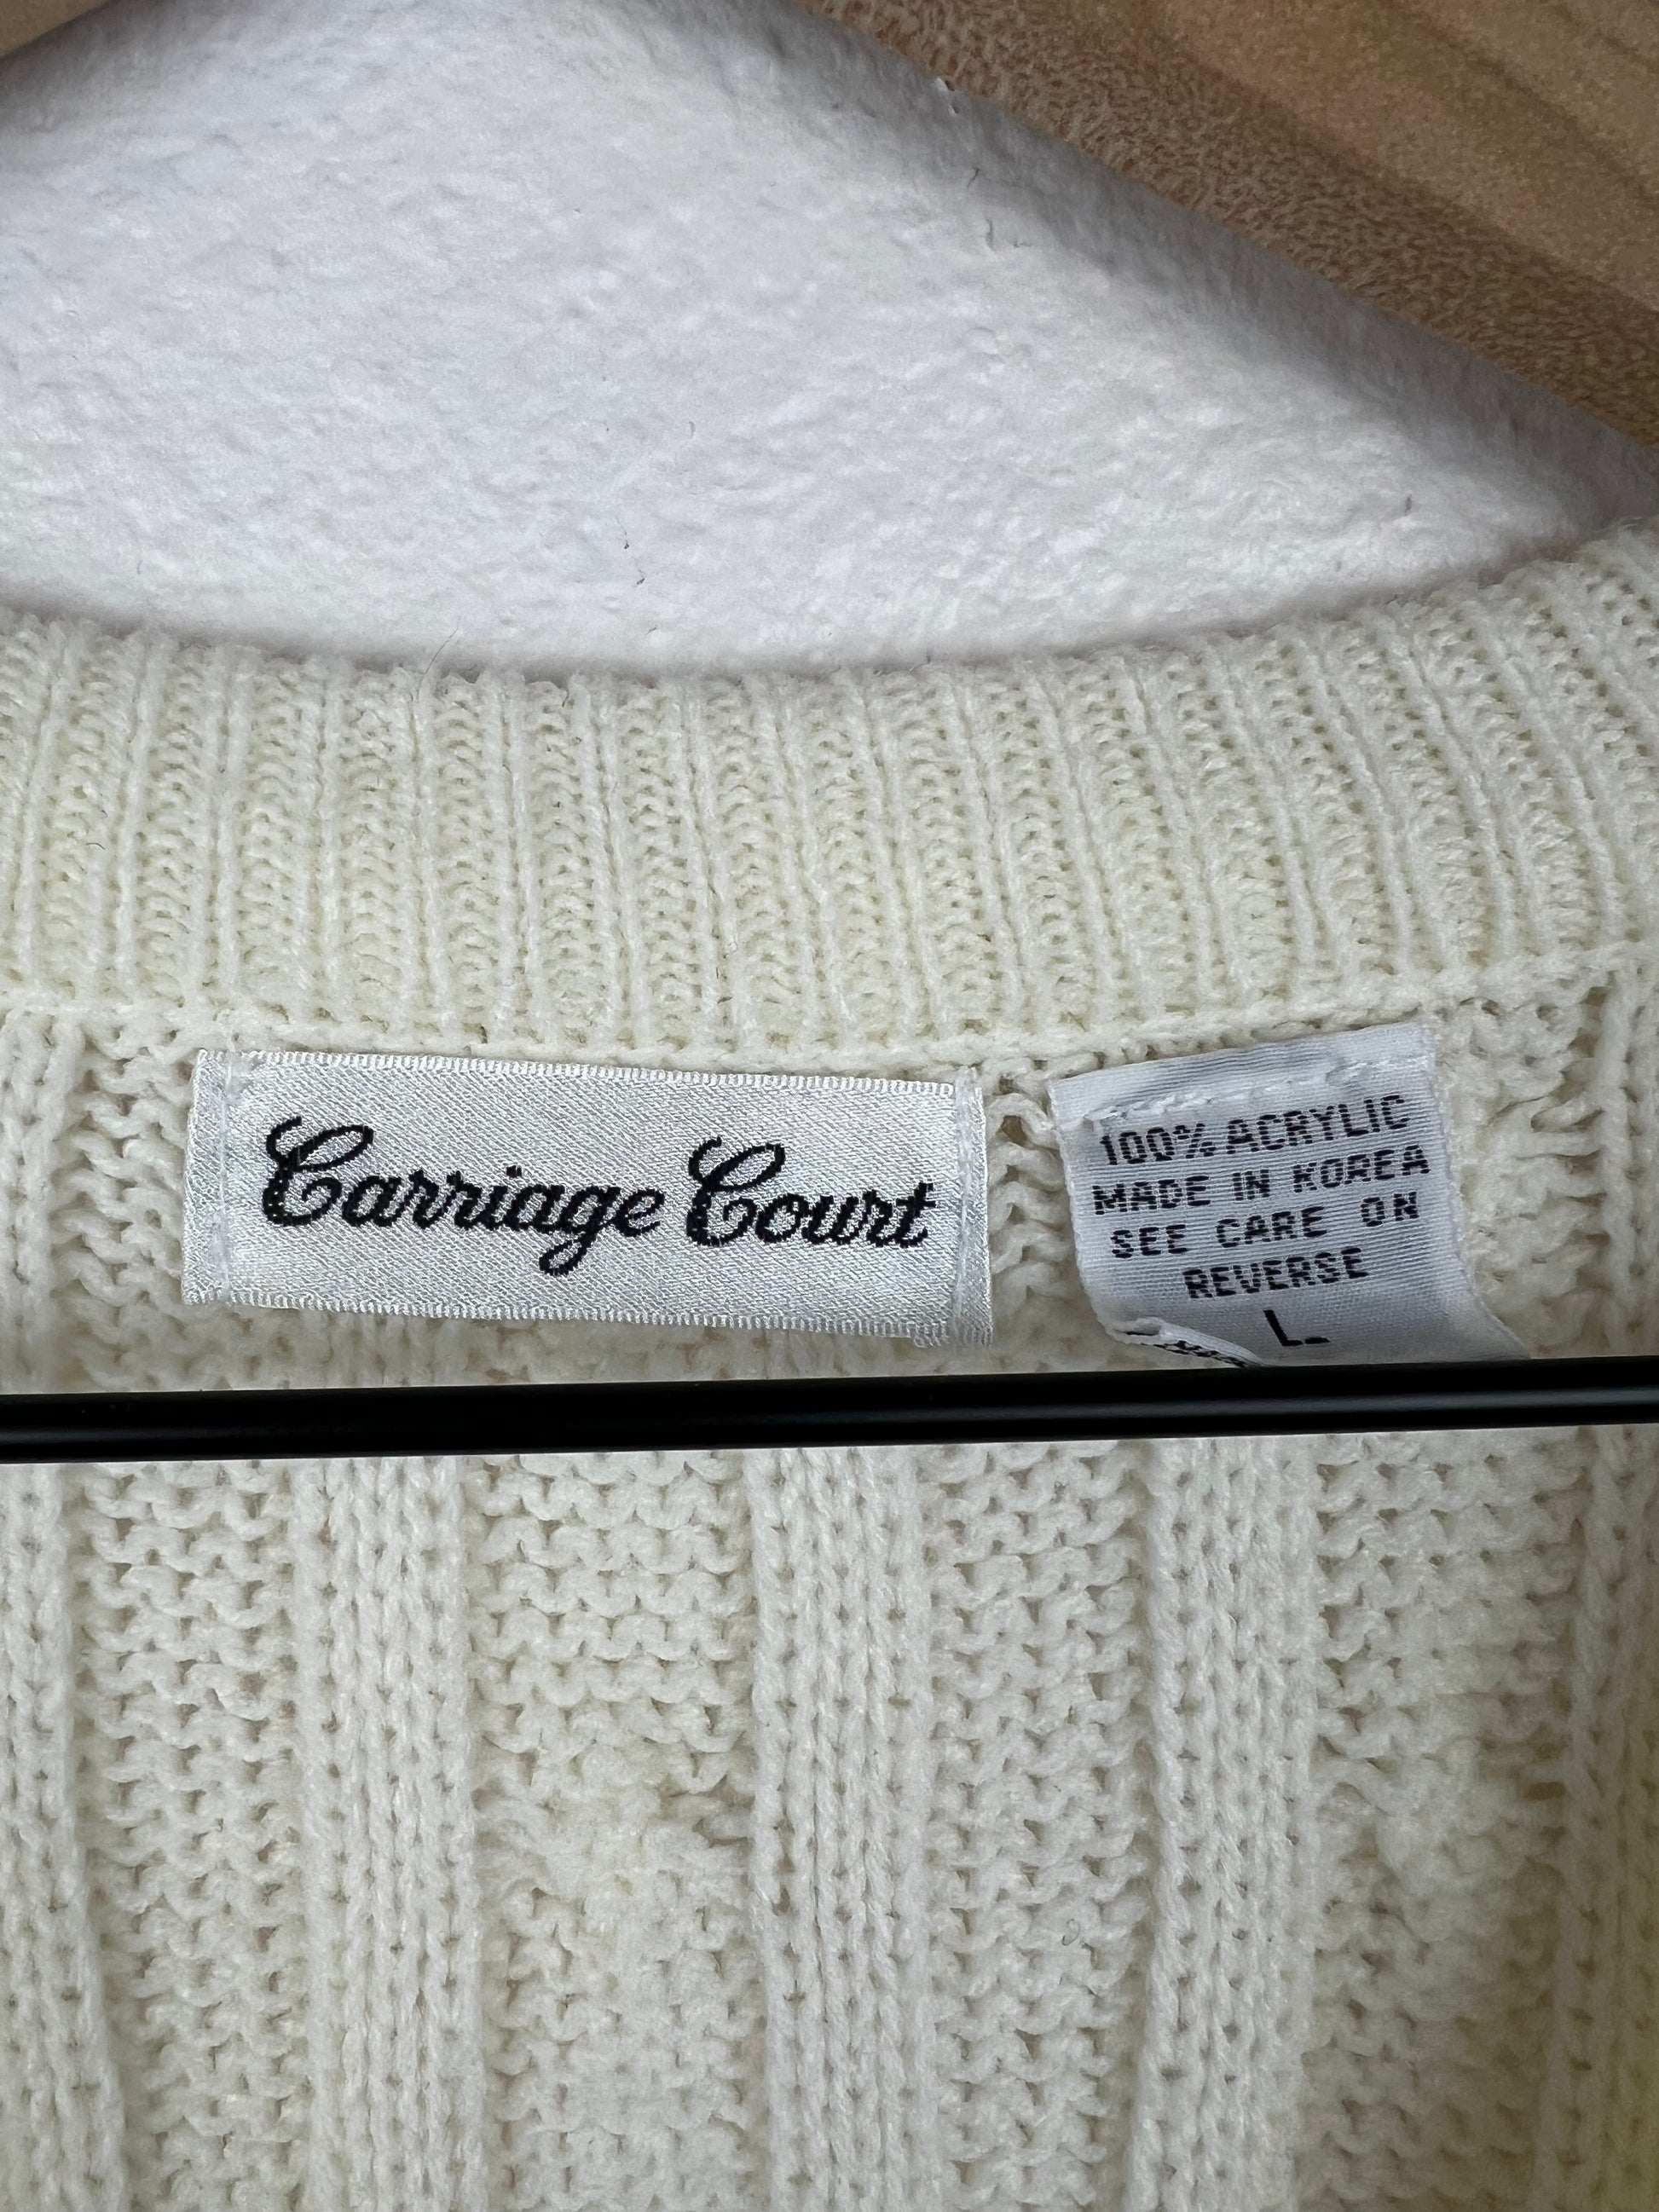 Carriage Court
100% ACRYLIC
MADE IN KOREA
SEE CARE ON
REVERSE
L